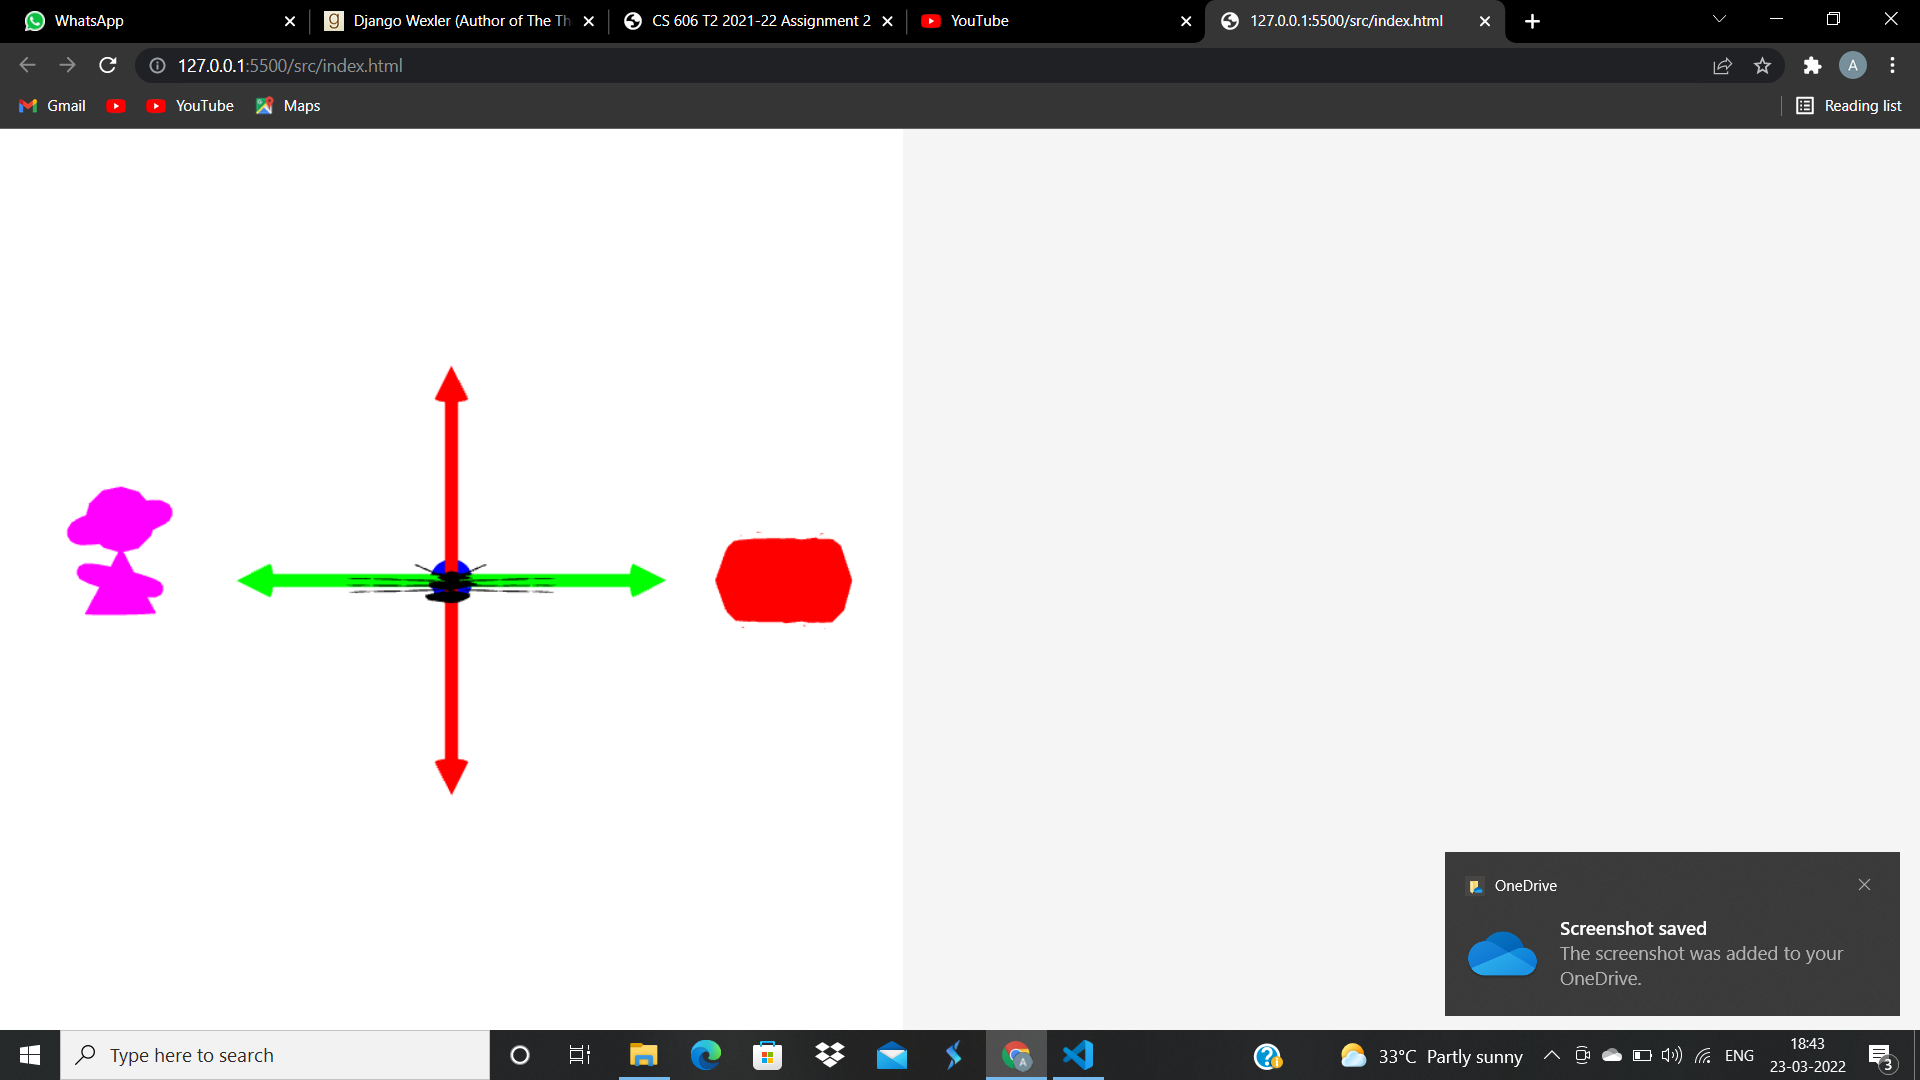 WhatsApp
Django Wexler (Author of The Th
CS 606 T2 2021-22 Assignment 2
YouTube
127.0.0.1:5500/src/index.html
127.0.0.1:5500/src/index.html
A
Gmail
YouTube
Maps
Reading list
OneDrive
Screenshot saved
The screenshot was added to your
OneDrive.
Type here to search
A
33°C Partly sunny
ENG
18:43
23-03-2022
3